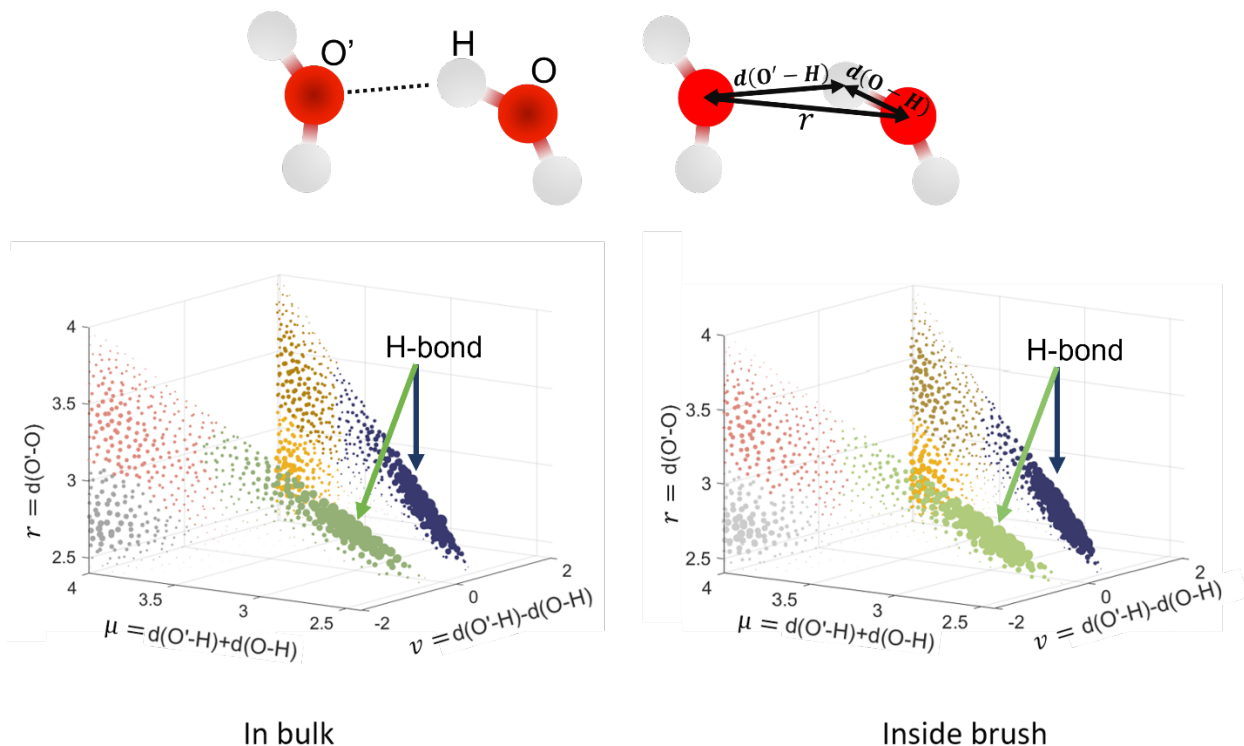 O’
H
O
d(O′ − H)
d(O − H)
r
H-bond
4
3.5
3
2.5
r = d(O'-O)
4
3.5
3
2.5
μ = d(O'-H)+d(O-H)
-2
0
2
ν = d(O'-H)-d(O-H)
In bulk
H-bond
4
3.5
3
2.5
r = d(O'-O)
4
3.5
3
2.5
μ = d(O'-H)+d(O-H)
-2
0
2
ν = d(O'-H)-d(O-H)
Inside brush